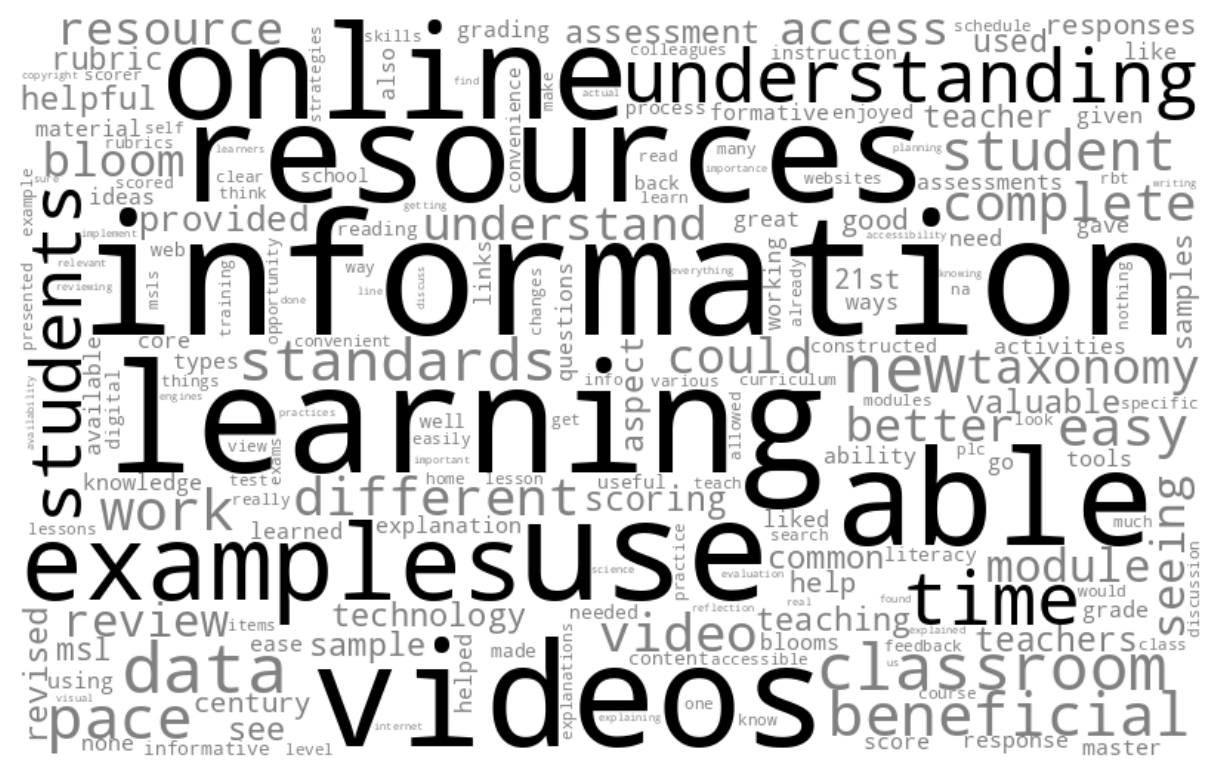 resource
skills
grading
assessment
access
schedule
responses
rubric
online
strategies
also
colleagues
instruction
used
like
copyright
scorer
find
understanding
helpful
convenience
make
actual
process
formative
enjoyed
teacher
given
material
self
rubrics
resources
learners
read
many
planning
student
bloom
clear
school
importance
websites
assessments
rbt
writing
sure
scored
think
back
learn
example
ideas
getting
complete
provided
reading
understand
great
good
gave
implement
accessibility
need
students
web
information
relevant
reviewing
msls
training
opportunity
way
line
done
discuss
links
changes
questions
everything
working
already
21st
ways
knowing
na
nothing
samples
presented
core
convenient
could
constructed
activities
available
types
standards
aspect
new
taxonomy
things
info
various
curriculum
digital
engines
learning
modules
valuable
specific
availability
practices
well
get
allowed
better
look
easy
view
exams
easily
important
ability
plc
go
tools
knowledge
test
home
lesson
useful
teach
able
seeing
work
really
different
scoring
lessons
learned
explanation
liked
search
much
examples
use
practice
common
literacy
module
science
evaluation
help
would
discussion
found
time
grade
revised
review
items
technology
needed
reflection
real
teaching
explained
teachers
class
msl
ease
sample
helped
made
video
blooms
feedback
using
data
videos
explanations
content
accessible
us
classroom
visual
century
course
pace
see
internet
explaining
one
know
beneficial
none
informative
level
score
response
master